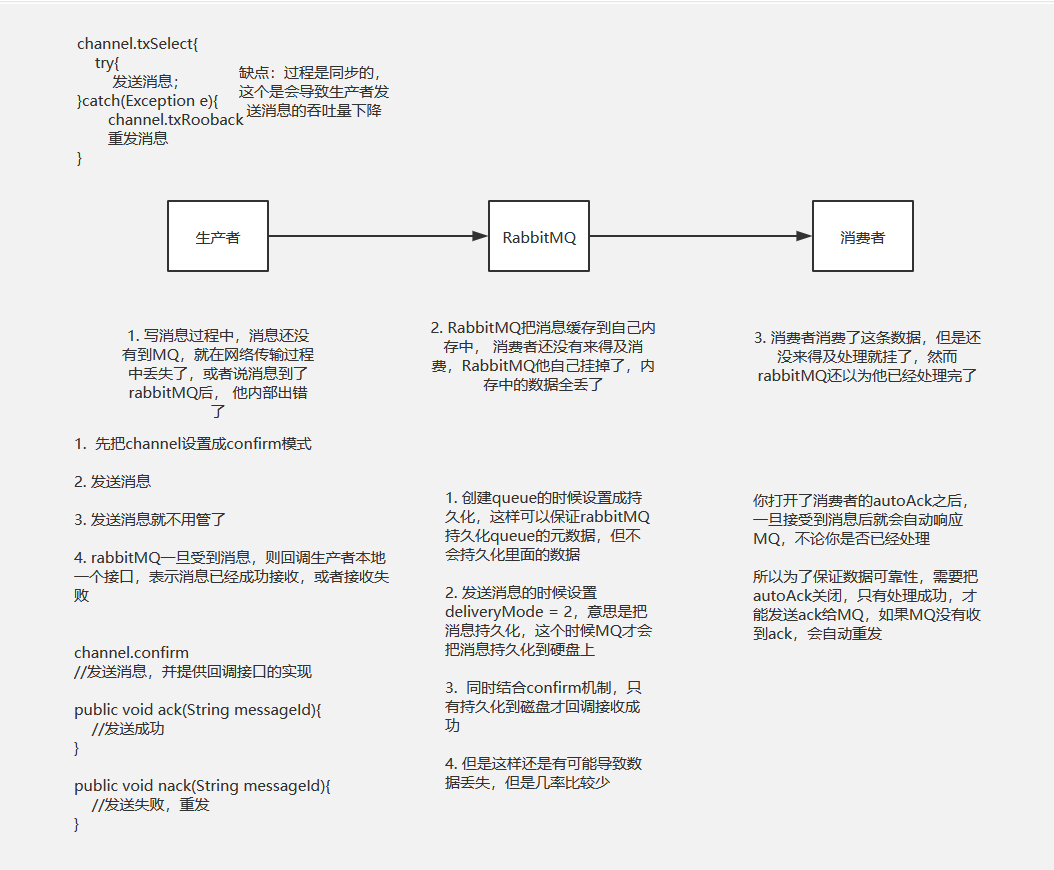 channel.txSelect{
try{
发送消息；
}catch(Exception e){
channel.txRooback
重发消息
}
缺点：过程是同步的，
这个是会导致生产者发
送消息的吞吐量下降
生产者
RabbitMQ
消费者
1. 写消息过程中，消息还没
有到MQ，就在网络传输过程
中丢失了，或者说消息到了
rabbitMQ后， 他内部出错
了
1.  先把channel设置成confirm模式
2. 发送消息
3. 发送消息就不用管了
4. rabbitMQ一旦受到消息，则回调生产者本地
一个接口，表示消息已经成功接收，或者接收失
败
channel.confirm
//发送消息，并提供回调接口的实现
public void ack(String messageId){
//发送成功
}
public void nack(String messageId){
//发送失败，重发
}
2. RabbitMQ把消息缓存到自己内
存中， 消费者还没有来得及消
费，RabbitMQ他自己挂掉了，内
存中的数据全丢了
1. 创建queue的时候设置成持
久化，这样可以保证rabbitMQ
持久化queue的元数据，但不
会持久化里面的数据
2. 发送消息的时候设置
deliveryMode = 2，意思是把
消息持久化，这个时候MQ才会
把消息持久化到硬盘上
3.  同时结合confirm机制，只
有持久化到磁盘才回调接收成
功
4. 但是这样还是有可能导致数
据丢失，但是几率比较少
3. 消费者消费了这条数据，但是还
没来得及处理就挂了，然而
rabbitMQ还以为他已经处理完了
你打开了消费者的autoAck之后，
一旦接受到消息后就会自动响应
MQ，不论你是否已经处理
所以为了保证数据可靠性，需要把
autoAck关闭，只有处理成功，才
能发送ack给MQ，如果MQ没有收
到ack，会自动重发